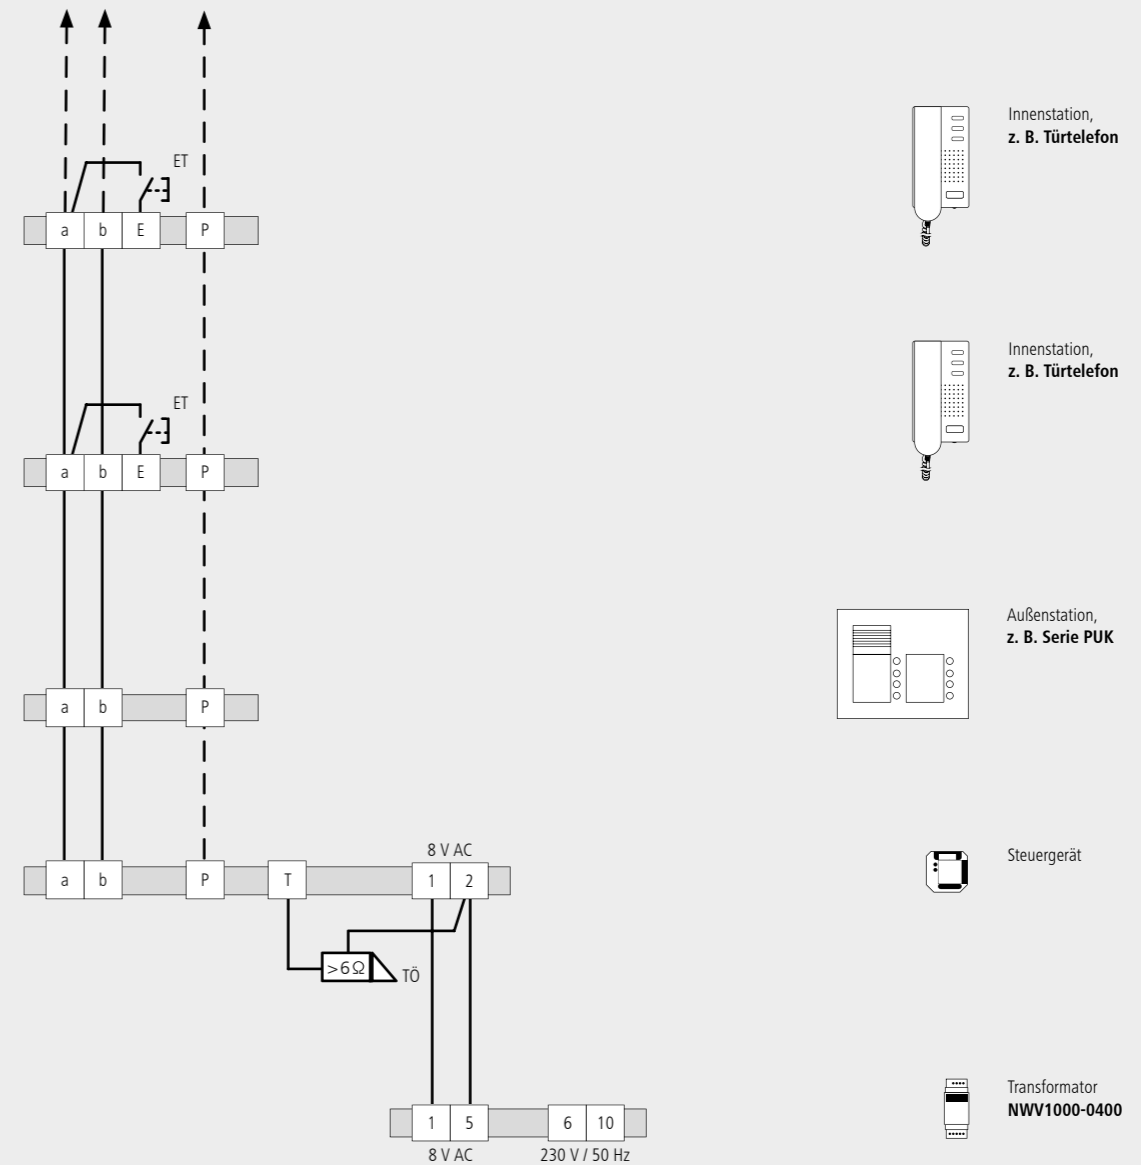 Innenstation,
z. B. Türtelefon
ET
a b E P
Innenstation,
z. B. Türtelefon
ET
a b E P
Außenstation,
z. B. Serie PUK
a b P
8 V AC
Steuergerät
a b P T 1 2
>6Ω TÖ
Transformator
NWV1000-0400
1 5 6 10
8 V AC 230 V / 50 Hz